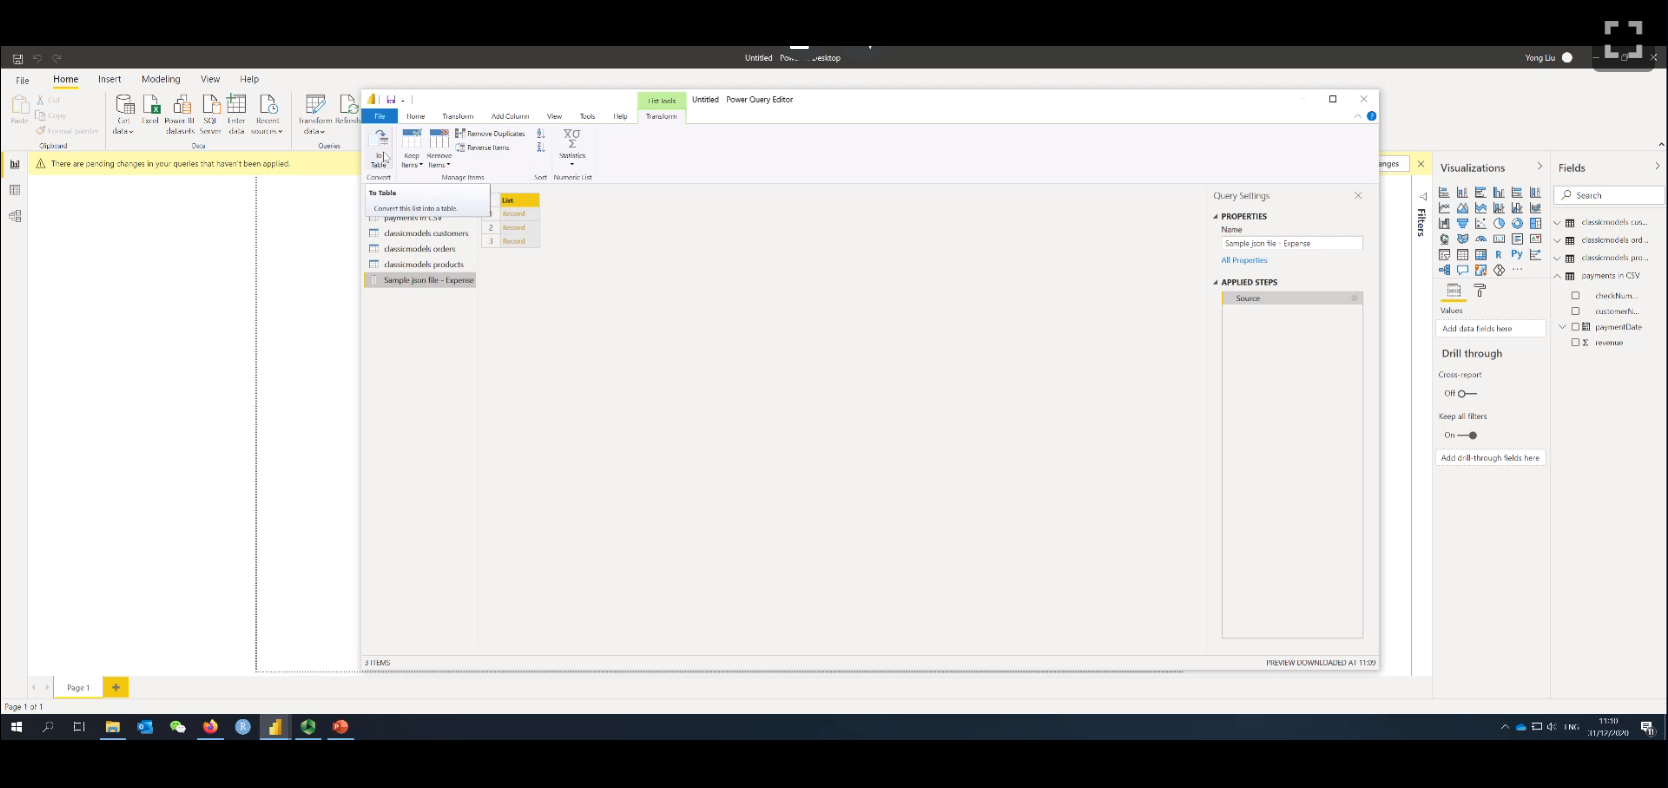 Untitled
Desktop
Yong Liu
File
Home
Insert
Modeling
View
Help
Cut
Copy
Paste
Format painter
Get data
Excel
Power BI datasets
SQL Server
Enter data
Recent sources
Transform data
Refresh
Clipboard
Data
Queries
There are pending changes in your queries that haven't been applied.
anges
List tools
Untitled
Power Query Editor
File
Home
Transform
Add Column
View
Tools
Help
Transform
To Table
Keep Items
Remove Items
Remove Duplicates
Reverse Items
Statistics
Convert
Manage Items
Sort
Numeric List
To Table
Convert this list into a table.
payments in CSV
classicmodels customers
classicmodels orders
classicmodels products
Sample json file - Expense
List
Record
2 Record
3 Record
Query Settings
PROPERTIES
Name
Sample json file - Expense
All Properties
APPLIED STEPS
Source
3 ITEMS
PREVIEW DOWNLOADED AT 11:09
Filters
Visualizations
R
Py
Values
Add data fields here
Drill through
Cross-report
Off
Keep all filters
On
Add drill-through fields here
Fields
Search
classicmodels cus...
classicmodels ord...
classicmodels pro...
payments in CSV
checkNum...
customerN...
paymentDate
Σ revenue
Page 1
Page 1 of 1
R
ENG
11:10
31/12/2020